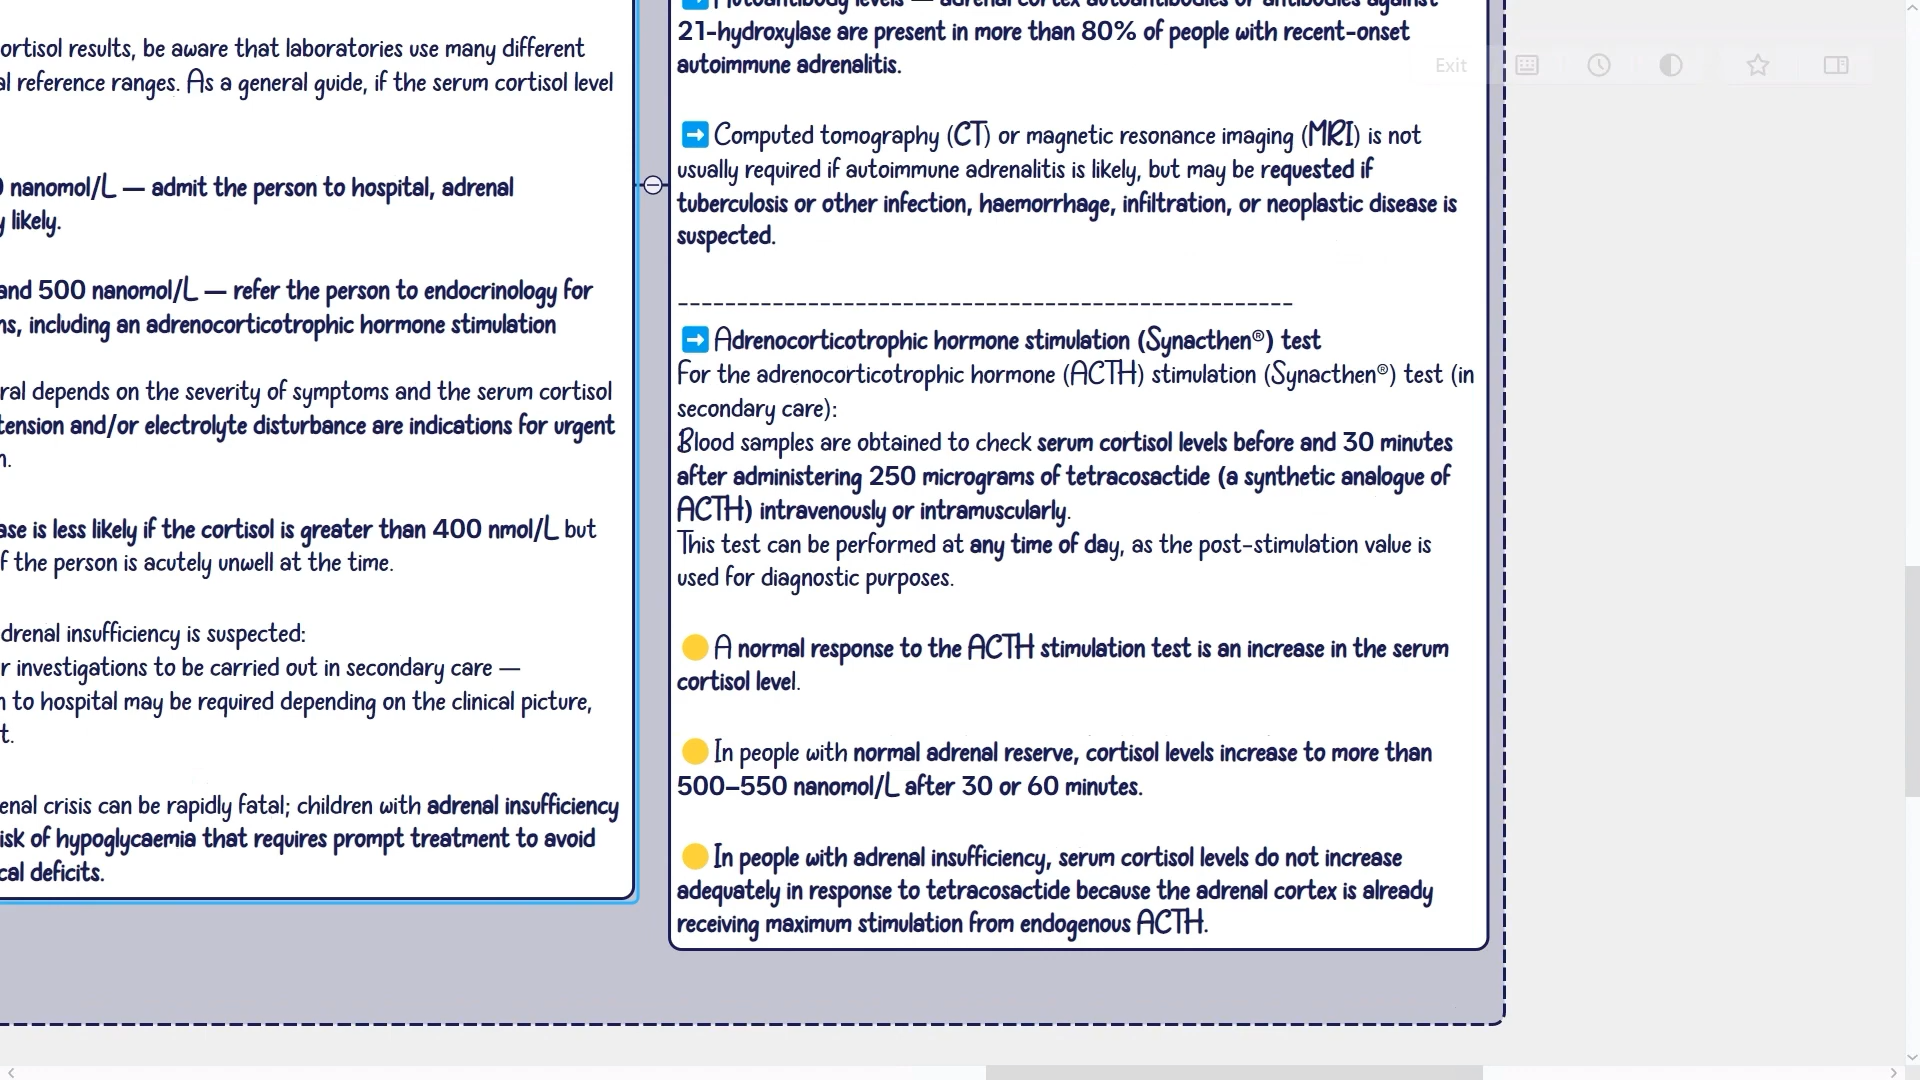 ortisol results, be aware that laboratories use many different
al reference ranges. As a general guide, if the serum cortisol level
0 nanomol/L — admit the person to hospital, adrenal
y likely.
and 500 nanomol/L — refer the person to endocrinology for
ns, including an adrenocorticotrophic hormone stimulation
ral depends on the severity of symptoms and the serum cortisol
tension and/or electrolyte disturbance are indications for urgent
n.
ase is less likely if the cortisol is greater than 400 nmol/L but
f the person is acutely unwell at the time.
drenal insufficiency is suspected:
r investigations to be carried out in secondary care —
n to hospital may be required depending on the clinical picture,
t.
enal crisis can be rapidly fatal; children with adrenal insufficiency
isk of hypoglycaemia that requires prompt treatment to avoid
cal deficits.
Autoantibody levels — adrenal cortex autoantibodies or antibodies against
21-hydroxylase are present in more than 80% of people with recent-onset
autoimmune adrenalitis.
➡️ Computed tomography (CT) or magnetic resonance imaging (MRI) is not
usually required if autoimmune adrenalitis is likely, but may be requested if
tuberculosis or other infection, haemorrhage, infiltration, or neoplastic disease is
suspected.
-----------------------------------------------------
➡️ Adrenocorticotrophic hormone stimulation (Synacthen®) test
For the adrenocorticotrophic hormone (ACTH) stimulation (Synacthen®) test (in
secondary care):
Blood samples are obtained to check serum cortisol levels before and 30 minutes
after administering 250 micrograms of tetracosactide (a synthetic analogue of
ACTH) intravenously or intramuscularly.
This test can be performed at any time of day, as the post-stimulation value is
used for diagnostic purposes.
🟡 A normal response to the ACTH stimulation test is an increase in the serum
cortisol level.
🟡 In people with normal adrenal reserve, cortisol levels increase to more than
500–550 nanomol/L after 30 or 60 minutes.
🟡 In people with adrenal insufficiency, serum cortisol levels do not increase
adequately in response to tetracosactide because the adrenal cortex is already
receiving maximum stimulation from endogenous ACTH.
Exit